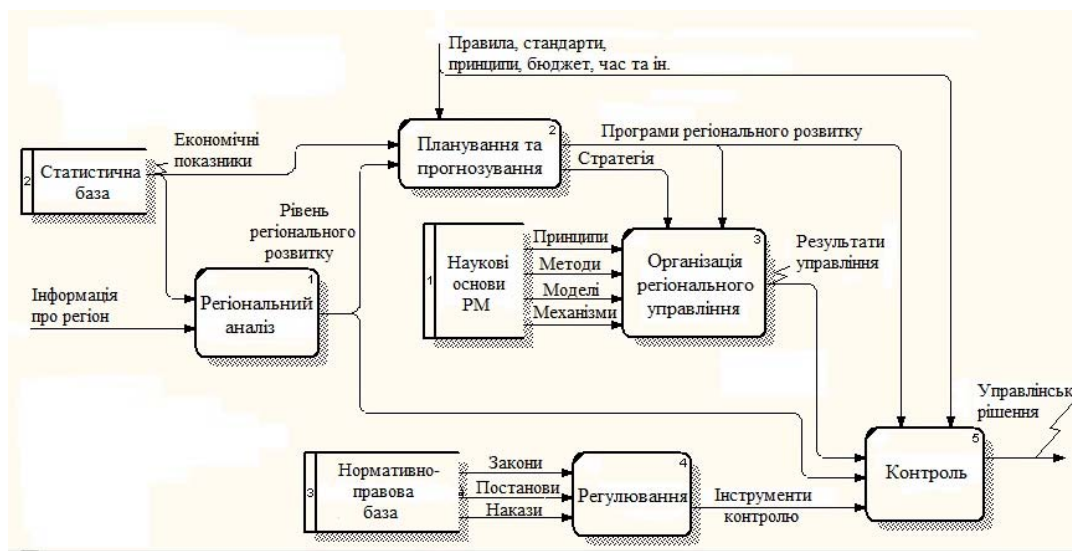 Правила, стандарти,
принципи, бюджет, час та ін.
2
Планування та
прогнозування
Програми регіонального розвитку
Стратегія
Економічні
показники
2
Статистична
база
Рівень
регіонального
розвитку
1
Регіональний
аналіз
Інформація
про регіон
1
Наукові
основи
РМ
Принципи
Методи
Моделі
Механізми
3
Організація
регіонального
управління
Результати
управління
3
Нормативно-
правова
база
Закони
Постанови
Накази
4
Регулювання
Інструменти
контролю
5
Контроль
Управлінськ
рішення